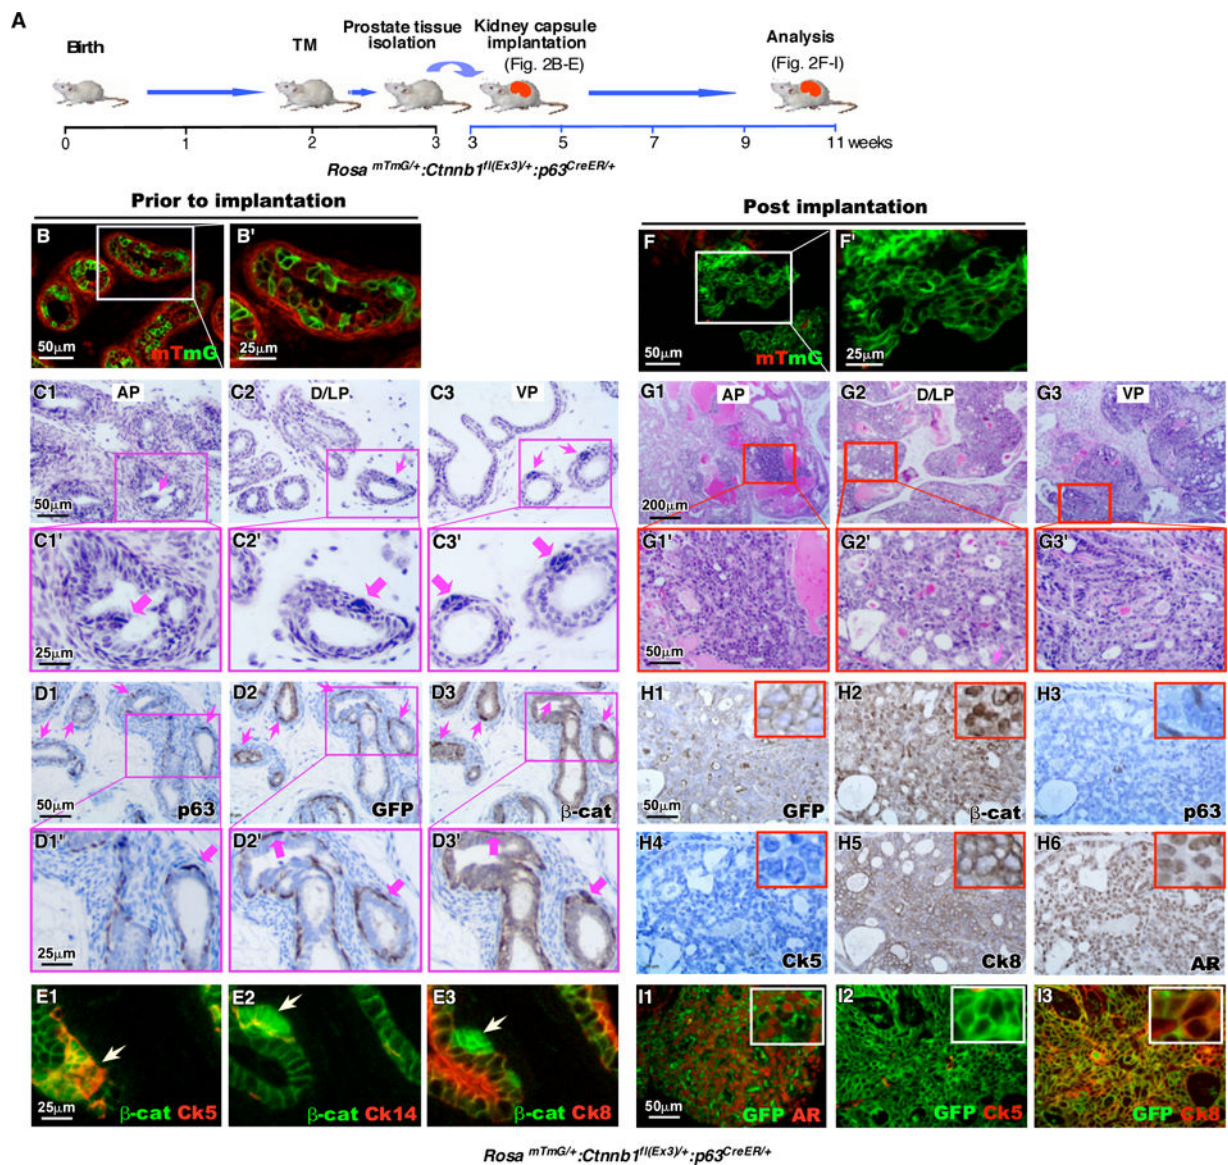 A
Birth
TM
Prostate tissue
isolation
Kidney capsule
implantation
(Fig. 2B-E)
Analysis
(Fig. 2F-I)
0 1 2 3 3 5 7 9 11 weeks
Rosa mTmG/+:Ctnnb1fl(Ex3)/+:p63CreER/+
Prior to implantation
Post implantation
B
50µm
mTmG
B'
25µm
F
50µm
mTmG
F'
25µm
C1 AP
50µm
C2 D/LP
C3 VP
G1 AP
200µm
G2 D/LP
G3 VP
C1'
25µm
C2'
C3'
G1'
50µm
G2'
G3'
D1
50µm
p63
D2
GFP
D3
β-cat
H1
50µm
GFP
H2
β-cat
H3
p63
D1'
25µm
D2'
D3'
H4
Ck5
H5
Ck8
H6
AR
E1
25µm
β-cat Ck5
E2
β-cat Ck14
E3
β-cat Ck8
I1
50µm
GFP AR
I2
GFP Ck5
I3
GFP Ck8
Rosa mTmG/+:Ctnnb1fl(Ex3)/+:p63CreER/+